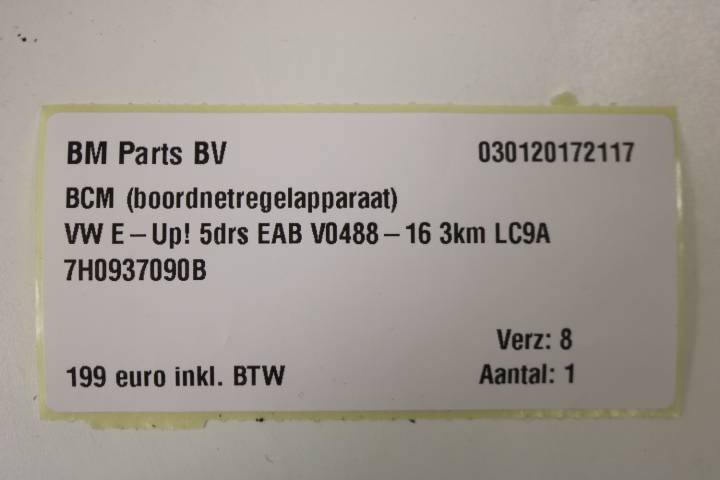 BM Parts BV 030120172117
BCM (boordnetregelapparaat)
VW E-Up! 5drs EAB V0488-16 3km LC9A
7H0937090B
Verz: 8
199 euro inkl. BTW Aantal: 1